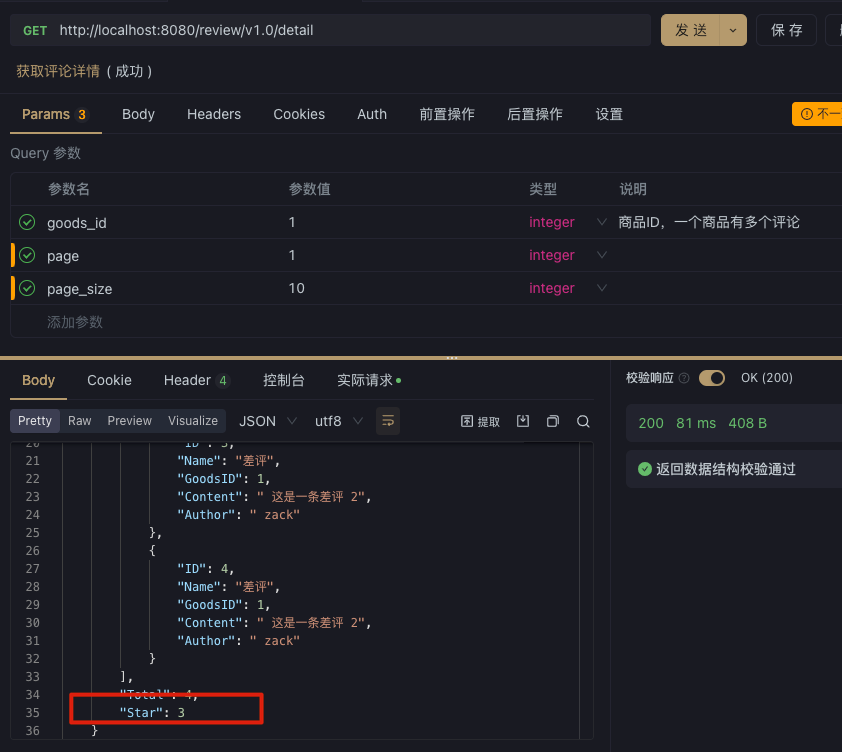 GET http://localhost:8080/review/v1.0/detail 发 送 保 存
获取评论详情 ( 成功 )
Params 3 Body Headers Cookies Auth 前置操作 后置操作 设置 不一
Query 参数
参数名 参数值 类型 说明
goods_id 1 integer 商品ID，一个商品有多个评论
page 1 integer
page_size 10 integer
添加参数
Body Cookie Header 4 控制台 实际请求 校验响应 OK (200)
Pretty Raw Preview Visualize JSON utf8 提取 200 81 ms 408 B
20 "ID": 3,
21 "Name": "差评",
返回数据结构校验通过
22 "GoodsID": 1,
23 "Content": " 这是一条差评 2",
24 "Author": " zack"
25 },
26 {
27 "ID": 4,
28 "Name": "差评",
29 "GoodsID": 1,
30 "Content": " 这是一条差评 2",
31 "Author": " zack"
32 }
33 ],
34 "Total": 4,
35 "Star": 3
36 }